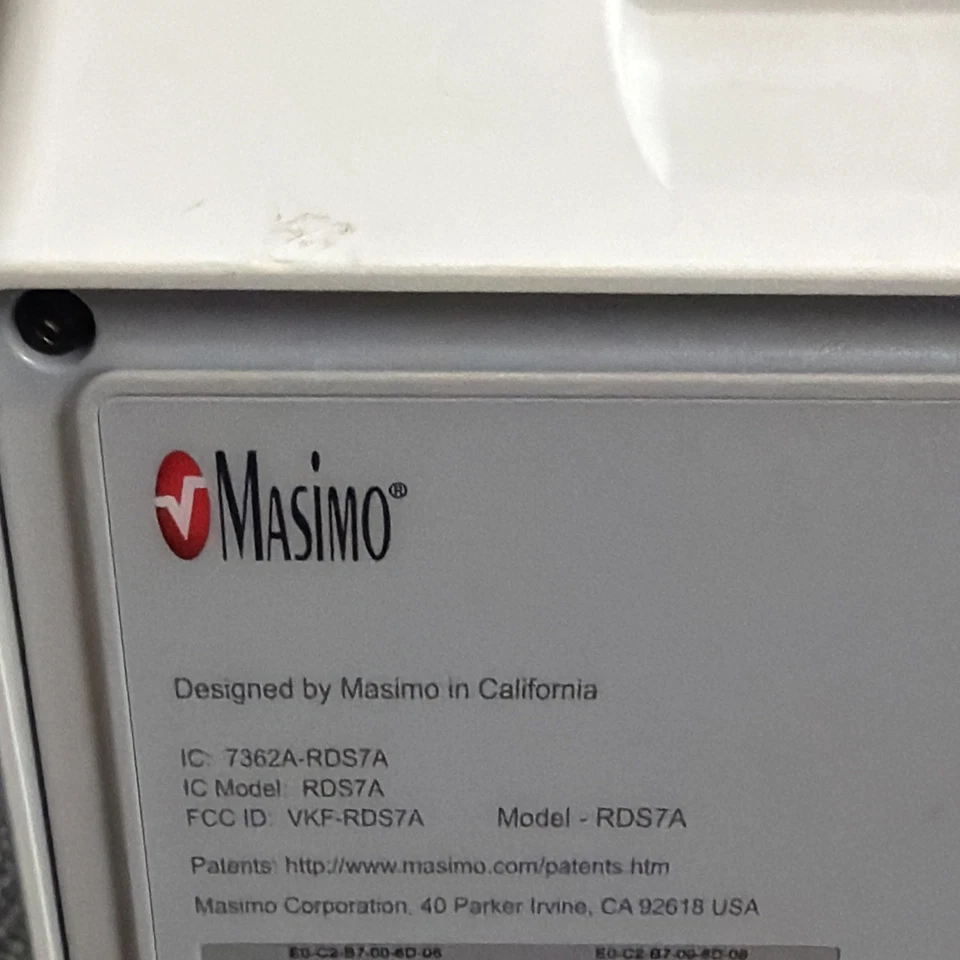 MASIMO®
Designed by Masimo in California
IC: 7362A-RDS7A
IC Model: RDS7A
FCC ID: VKF-RDS7A Model - RDS7A
Patents: http://www.masimo.com/patents.htm
Masimo Corporation, 40 Parker Irvine, CA 92618 USA